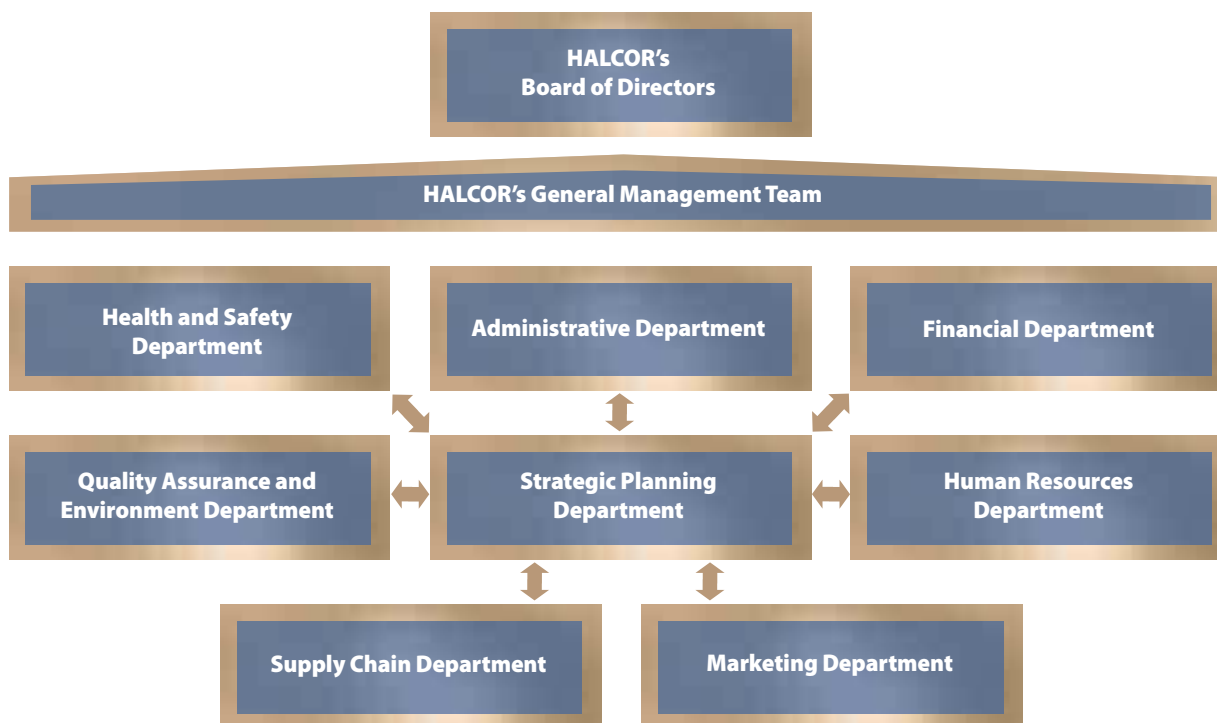 HALCOR’s
Board of Directors
HALCOR’s General Management Team
Health and Safety
Department
Administrative Department
Financial Department
Quality Assurance and
Environment Department
Strategic Planning
Department
Human Resources
Department
Supply Chain Department
Marketing Department